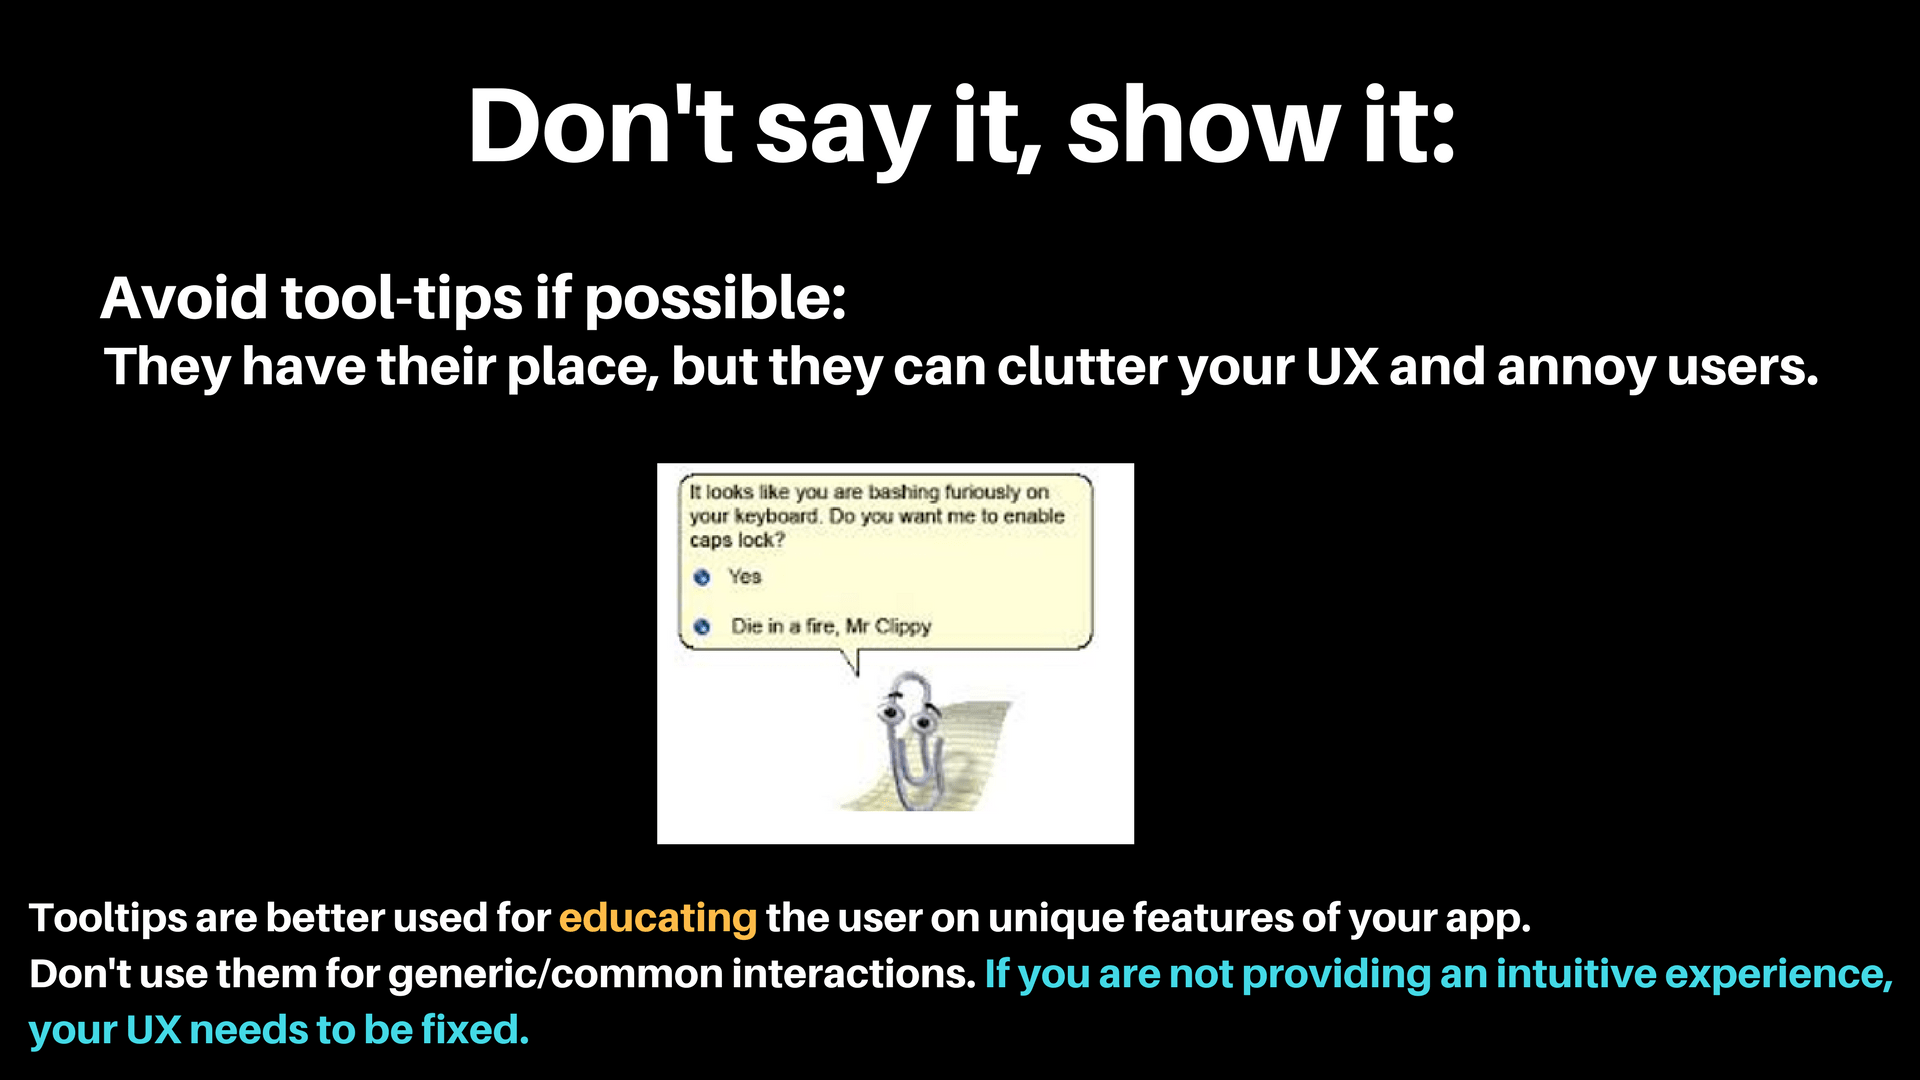 Don't say it, show it:
Avoid tool-tips if possible:
They have their place, but they can clutter your UX and annoy users.
It looks like you are bashing furiously on
your keyboard. Do you want me to enable
caps lock?
Yes
Die in a fire, Mr Clippy
Tooltips are better used for educating the user on unique features of your app.
Don't use them for generic/common interactions. If you are not providing an intuitive experience,
your UX needs to be fixed.